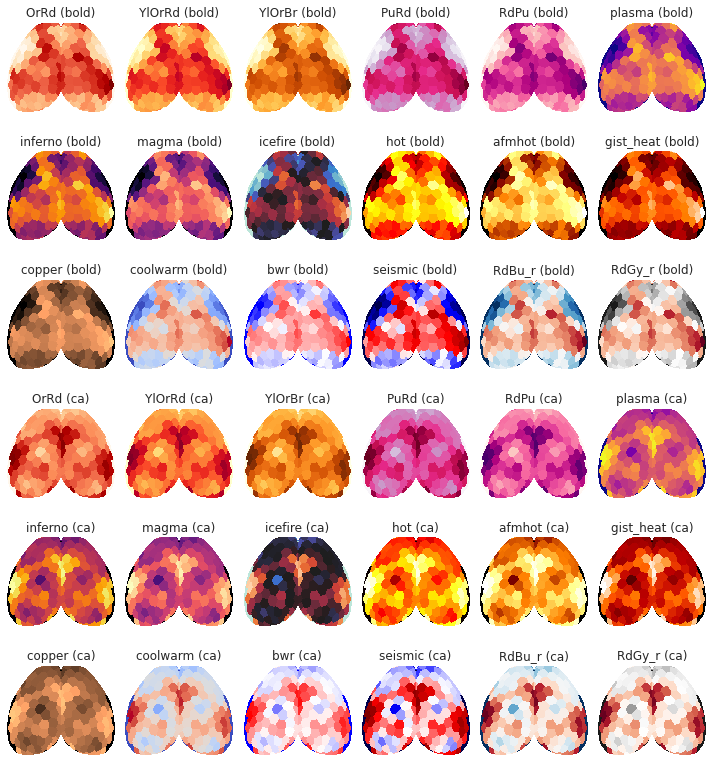 OrRd (bold) YlOrRd (bold) YlOrBr (bold) PuRd (bold) RdPu (bold) plasma (bold)
inferno (bold) magma (bold) icefire (bold) hot (bold) afmhot (bold) gist_heat (bold)
copper (bold) coolwarm (bold) bwr (bold) seismic (bold) RdBu_r (bold) RdGy_r (bold)
OrRd (ca) YlOrRd (ca) YlOrBr (ca) PuRd (ca) RdPu (ca) plasma (ca)
inferno (ca) magma (ca) icefire (ca) hot (ca) afmhot (ca) gist_heat (ca)
copper (ca) coolwarm (ca) bwr (ca) seismic (ca) RdBu_r (ca) RdGy_r (ca)